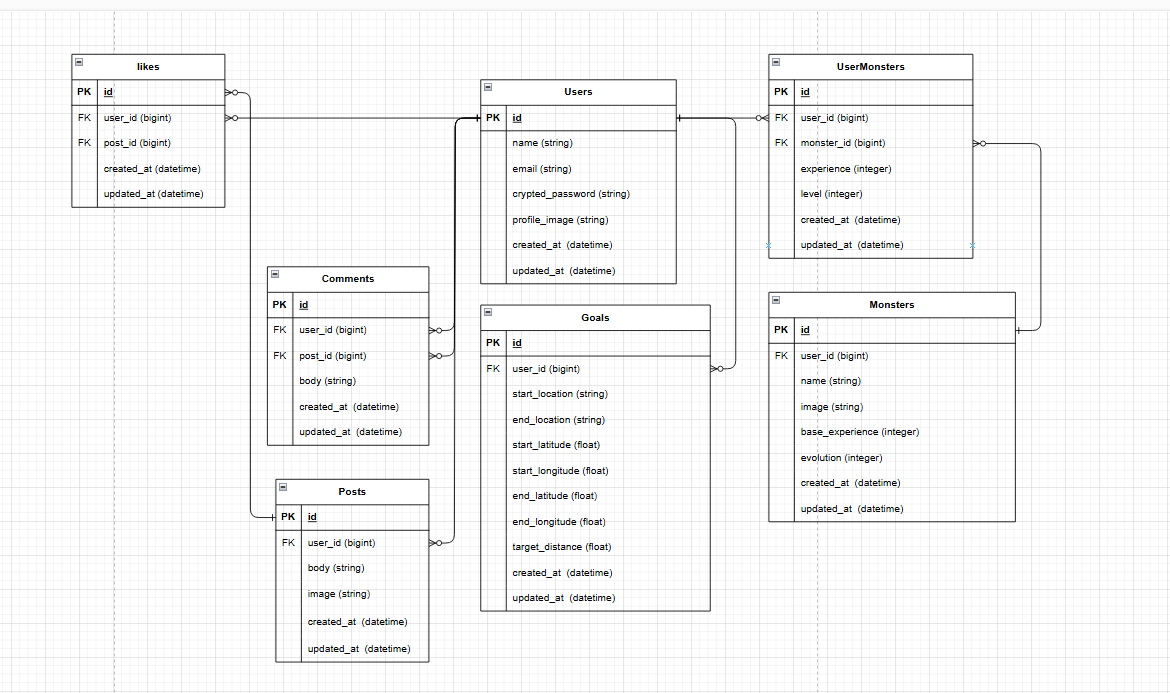 likes
PK id
FK user_id (bigint)
FK post_id (bigint)
created_at (datetime)
updated_at (datetime)
Users
PK id
name (string)
email (string)
crypted_password (string)
profile_image (string)
created_at (datetime)
updated_at (datetime)
UserMonsters
PK id
FK user_id (bigint)
FK monster_id (bigint)
experience (integer)
level (integer)
created_at (datetime)
updated_at (datetime)
Comments
PK id
FK user_id (bigint)
FK post_id (bigint)
body (string)
created_at (datetime)
updated_at (datetime)
Goals
PK id
FK user_id (bigint)
start_location (string)
end_location (string)
start_latitude (float)
start_longitude (float)
end_latitude (float)
end_longitude (float)
target_distance (float)
created_at (datetime)
updated_at (datetime)
Monsters
PK id
FK user_id (bigint)
name (string)
image (string)
base_experience (integer)
evolution (integer)
created_at (datetime)
updated_at (datetime)
Posts
PK id
FK user_id (bigint)
body (string)
image (string)
created_at (datetime)
updated_at (datetime)